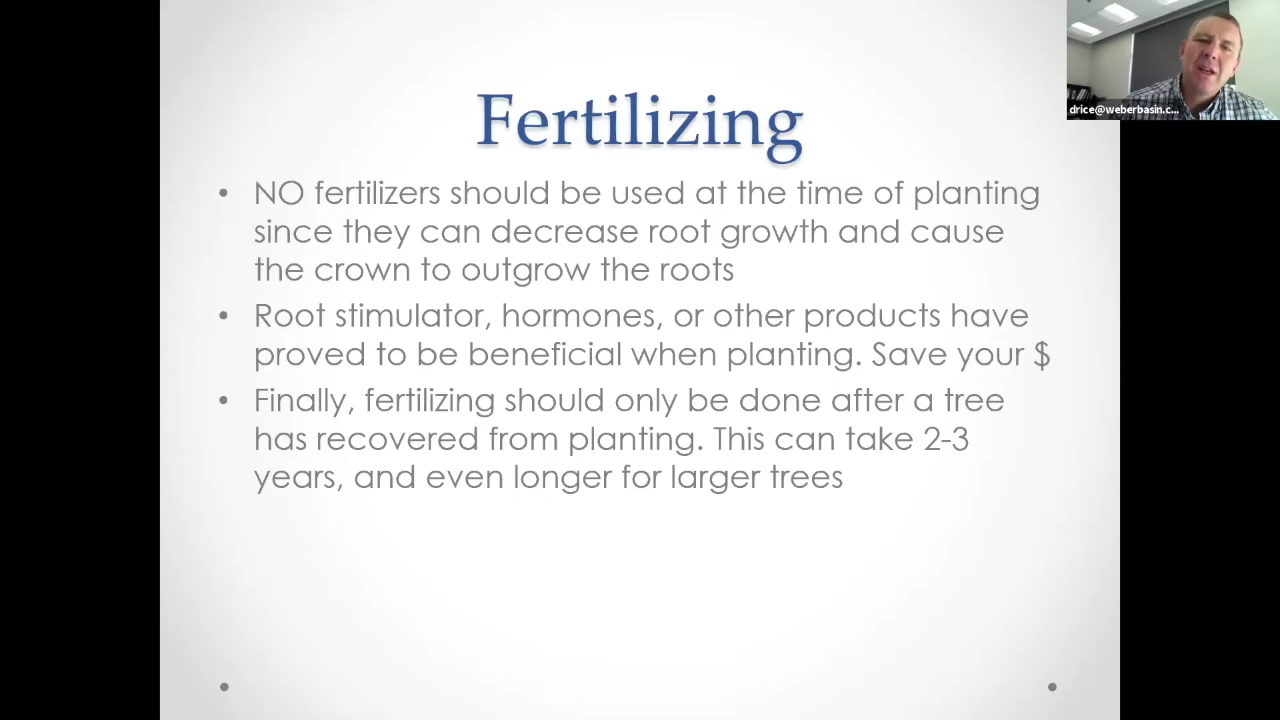 Fertilizing
• NO fertilizers should be used at the time of planting
since they can decrease root growth and cause
the crown to outgrow the roots
• Root stimulator, hormones, or other products have
proved to be beneficial when planting. Save your $
• Finally, fertilizing should only be done after a tree
has recovered from planting. This can take 2-3
years, and even longer for larger trees
drice@weberbasin.c...